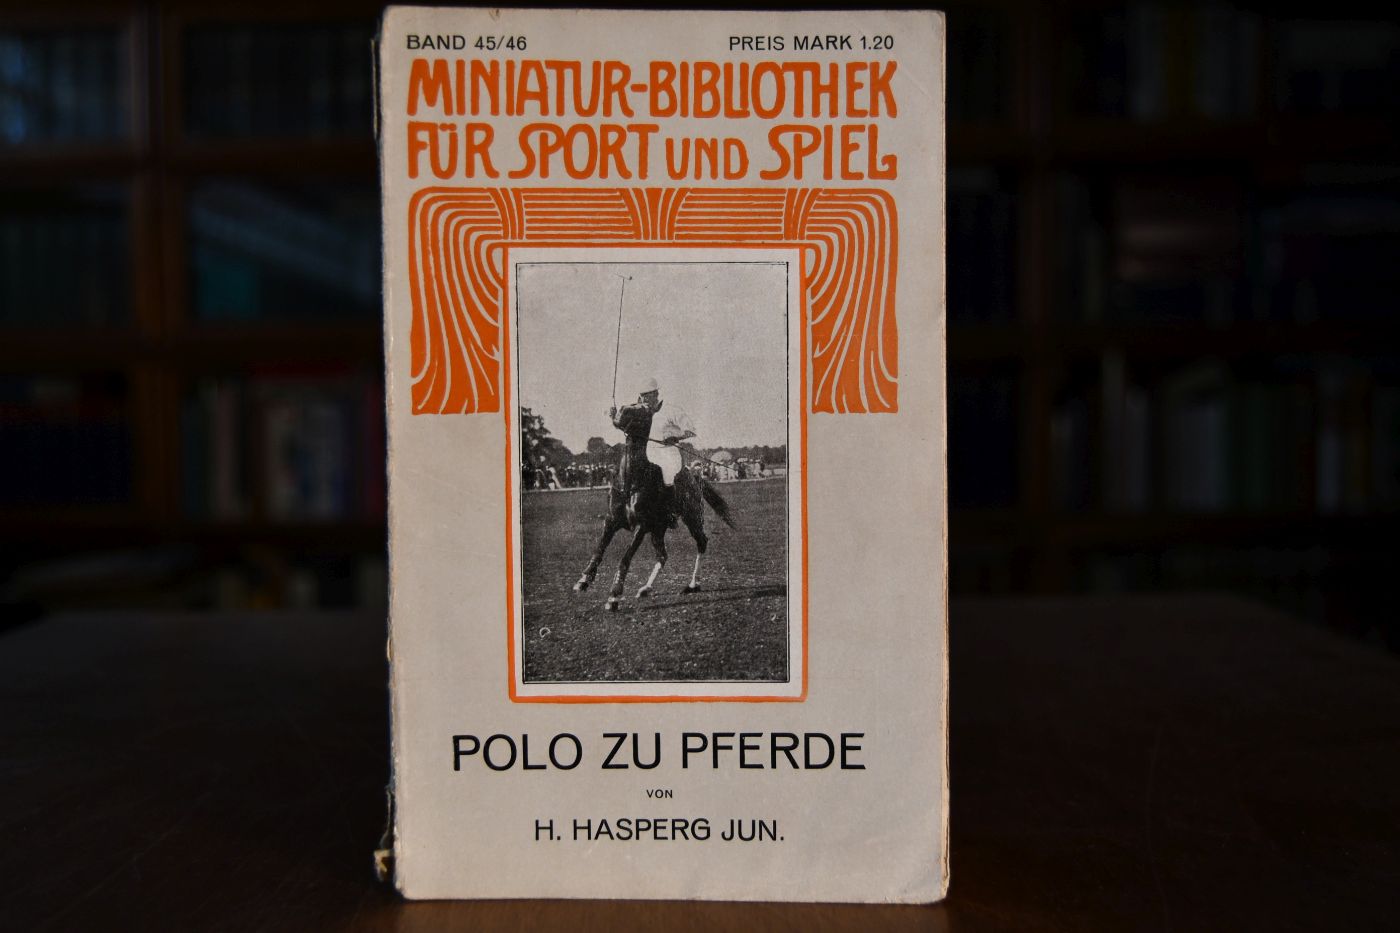 BAND 45/46 PREIS MARK 1.20
MINIATUR-BIBLIOTHEK
FÜR SPORT UND SPIEL
POLO ZU PFERDE
VON
H. HASPERG JUN.